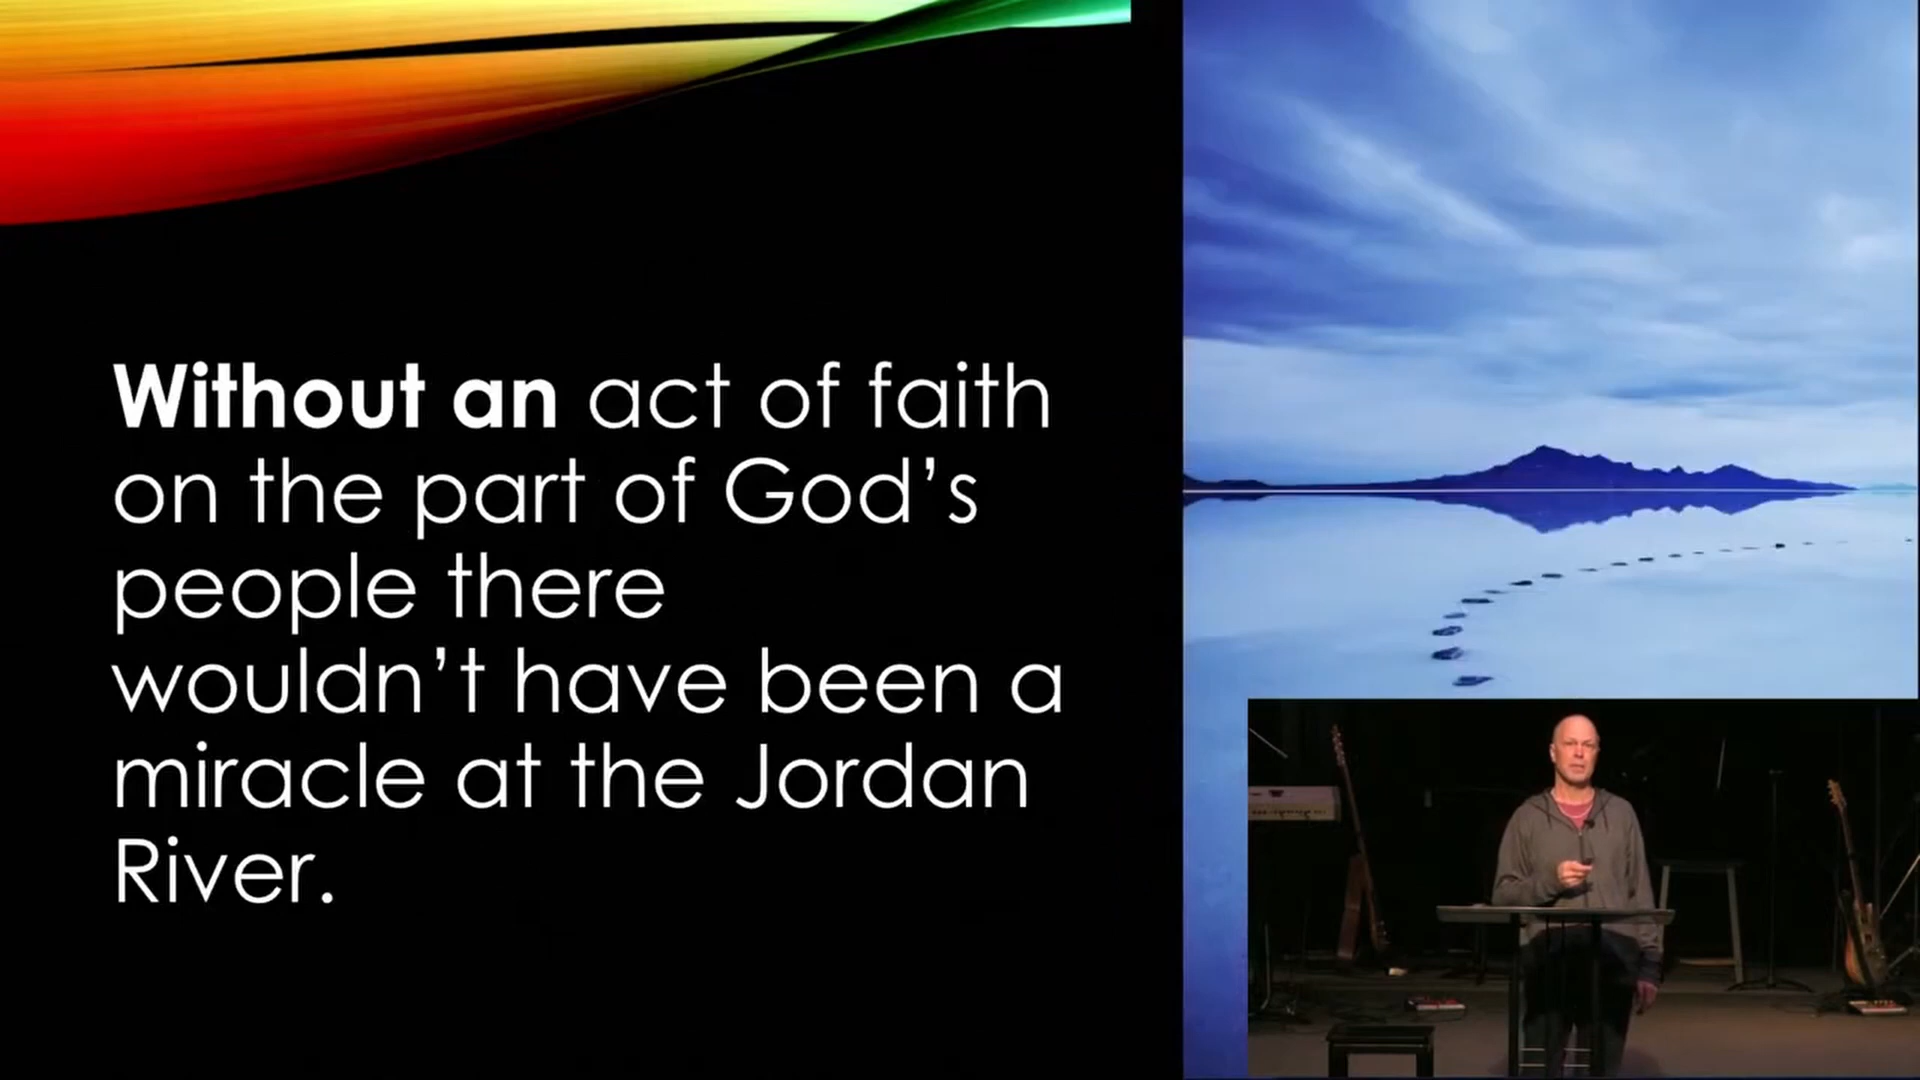 Without an act of faith
on the part of God’s
people there
wouldn’t have been a
miracle at the Jordan
River.